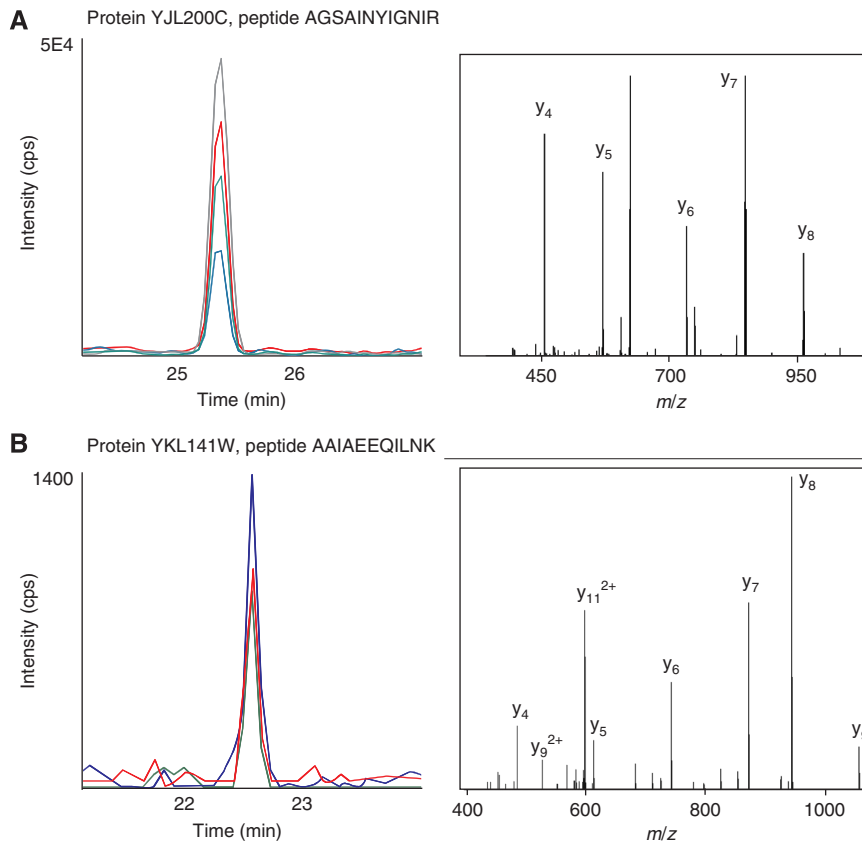 A Protein YJL200C, peptide AGSAINYIGNIR
5E4
Intensity (cps)
25 26
Time (min)
y4
y5
y6
y7
y8
450 700 950
m/z
B Protein YKL141W, peptide AAIAEEQILNK
1400
Intensity (cps)
22 23
Time (min)
y4
y9 2+
y11 2+
y5
y6
y7
y8
400 600 800 1000
m/z